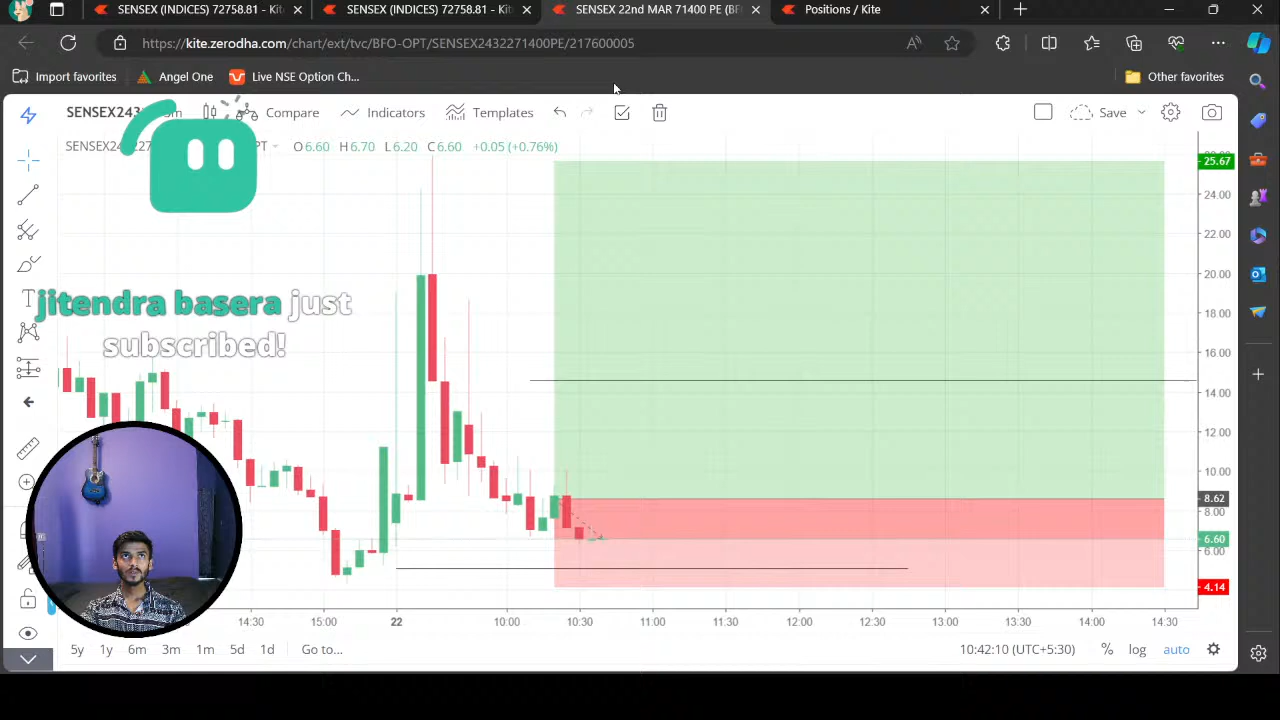 SENSEX (INDICES) 72758.81 - Kit
SENSEX (INDICES) 72758.81 - Kit
SENSEX 22nd MAR 71400 PE (BF
Positions / Kite
https://kite.zerodha.com/chart/ext/tvc/BFO-OPT/SENSEX2432271400PE/217600005
Import favorites
Angel One
Live NSE Option Ch...
Other favorites
SENSEX243
Compare
Indicators
Templates
Save
O6.60 H6.70 L6.20 C6.60 +0.05 (+0.76%)
25.67
24.00
22.00
20.00
18.00
16.00
14.00
12.00
10.00
8.62
8.00
6.60
6.00
4.14
jitendra basera just
subscribed!
14:30 15:00 22 10:00 10:30 11:00 11:30 12:00 12:30 13:00 13:30 14:00 14:30
5y 1y 6m 3m 1m 5d 1d Go to...
10:42:10 (UTC+5:30) % log auto